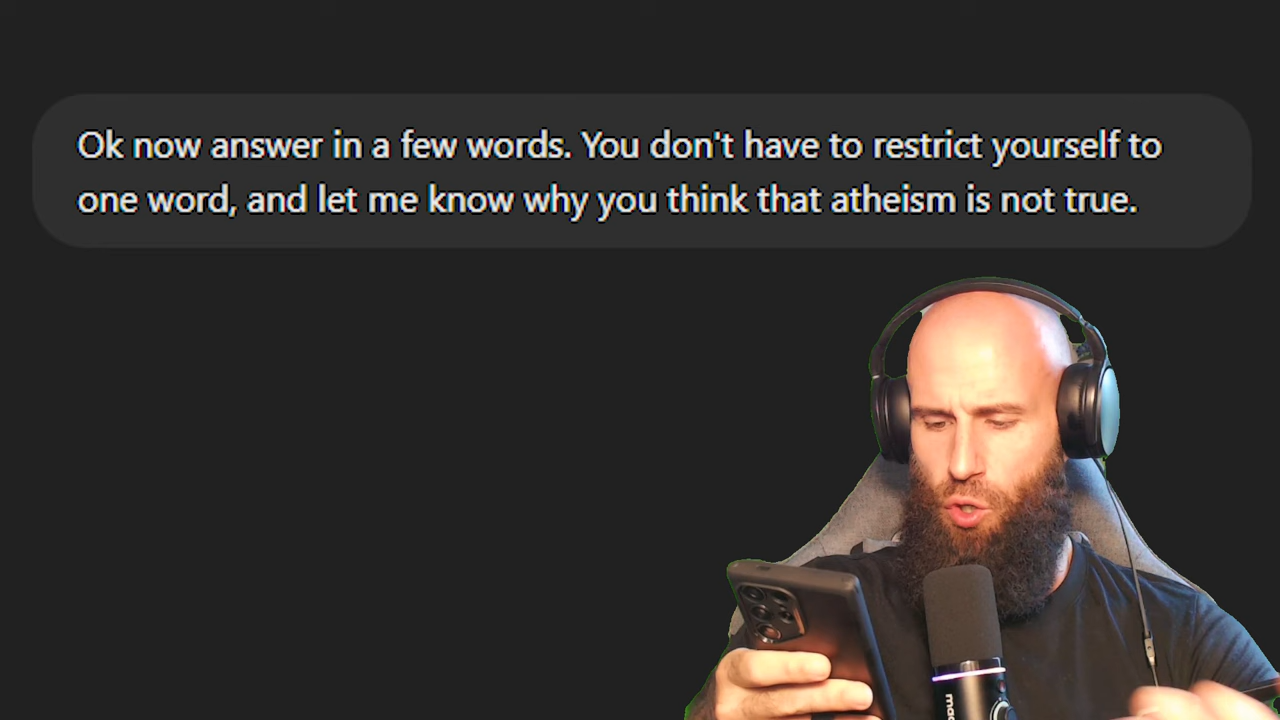 Ok now answer in a few words. You don't have to restrict yourself to
one word, and let me know why you think that atheism is not true.